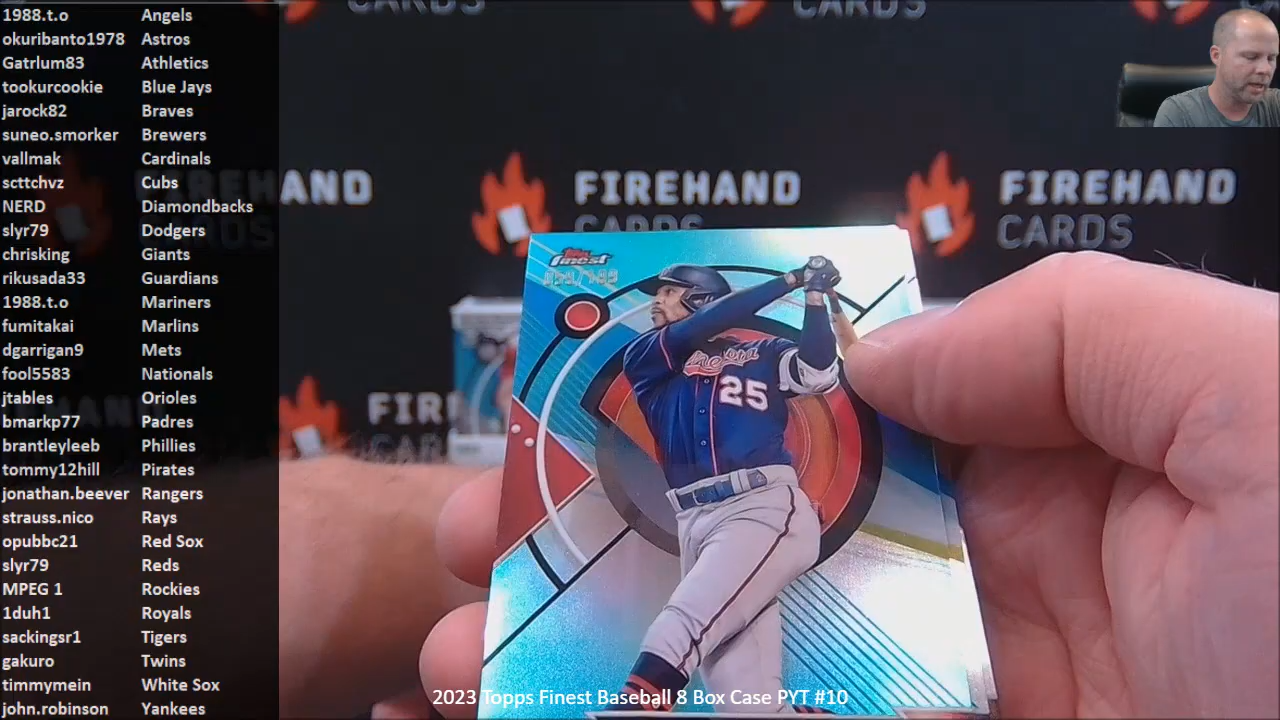 1988.t.o Angels
okuribanto1978 Astros
Gatrlum83 Athletics
tookurcookie Blue Jays
jarock82 Braves
suneo.smorker Brewers
vallmak Cardinals
scttchvz Cubs
NERD Diamondbacks
slyr79 Dodgers
chrisking Giants
rikusada33 Guardians
1988.t.o Mariners
fumitakai Marlins
dgarrigan9 Mets
fool5583 Nationals
jtables Orioles
bmarkp77 Padres
brantleyleeb Phillies
tommy12hill Pirates
jonathan.beever Rangers
strauss.nico Rays
opubbc21 Red Sox
slyr79 Reds
MPEG 1 Rockies
1duh1 Royals
sackingsr1 Tigers
gakuro Twins
timmymein White Sox
john.robinson Yankees
CARDS
CARDS
FIREHAND
CARDS
FIREHAND
CARDS
Topps
finest
25
2023 Topps Finest Baseball 8 Box Case PYT #10